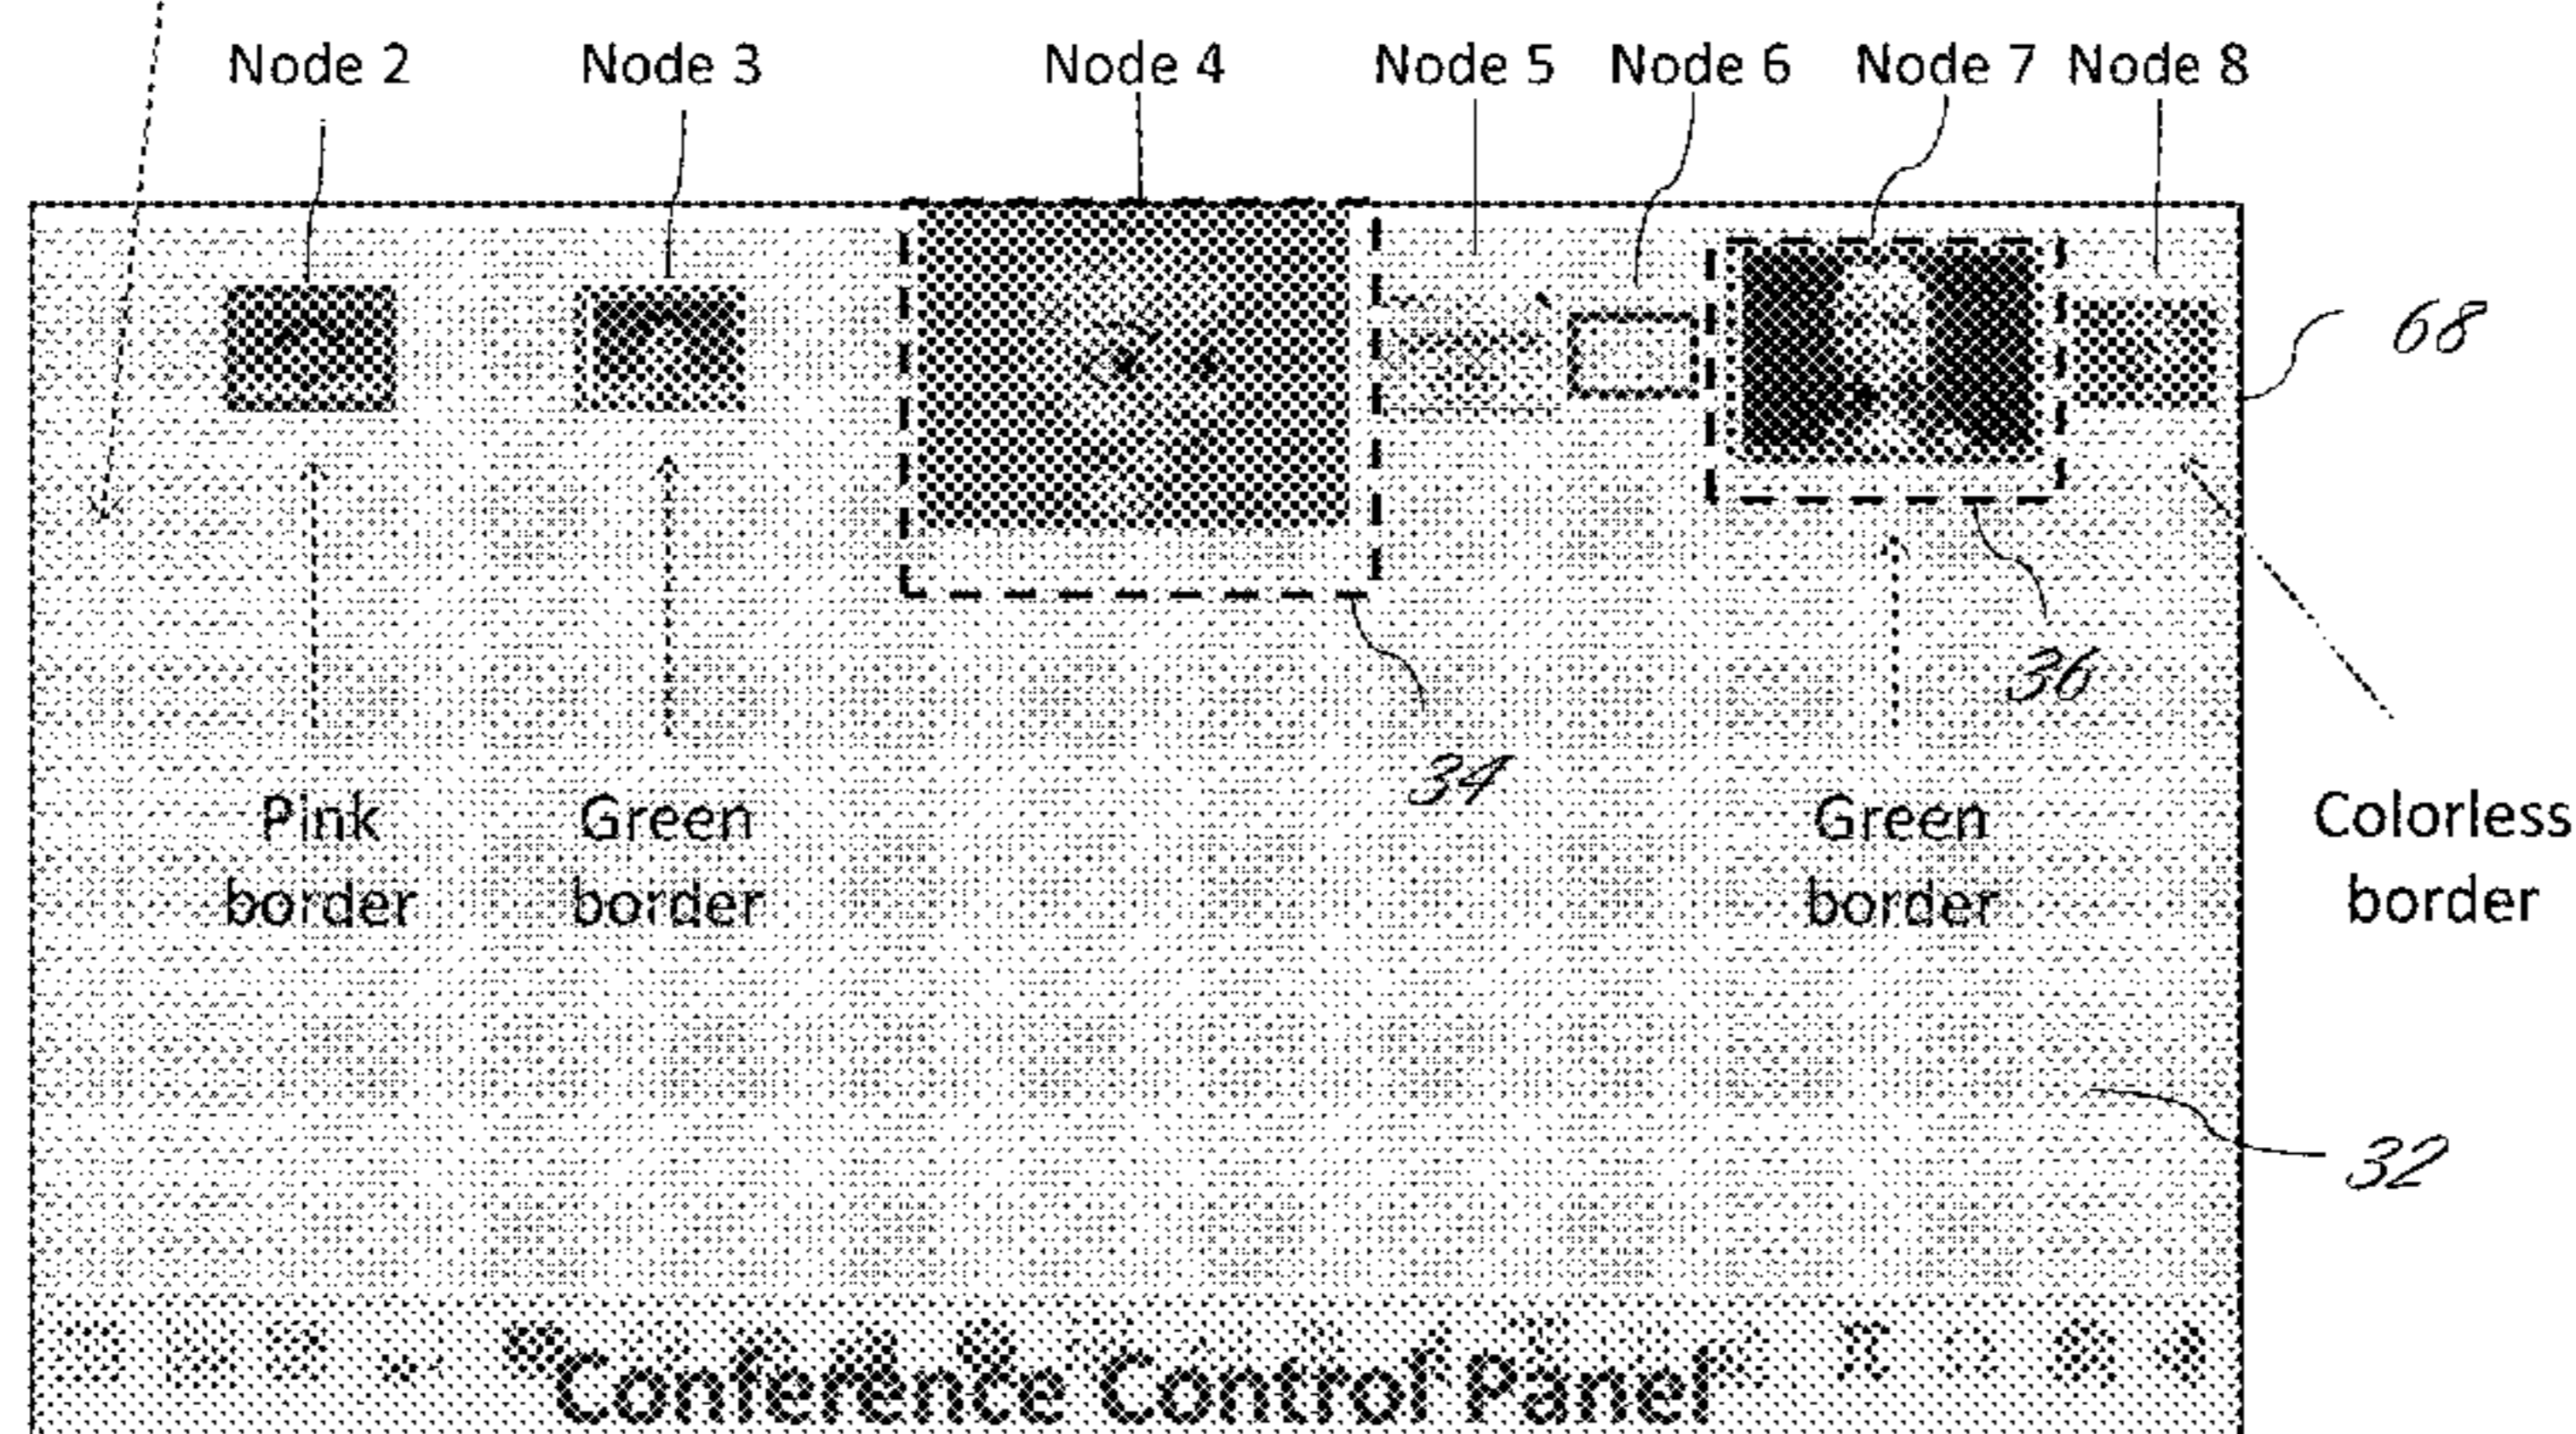 Node 2 Node 3 Node 4 Node 5 Node 6 Node 7 Node 8
68
36
34
Pink Green Green Colorless
border border border border
32
Conference Control Panel